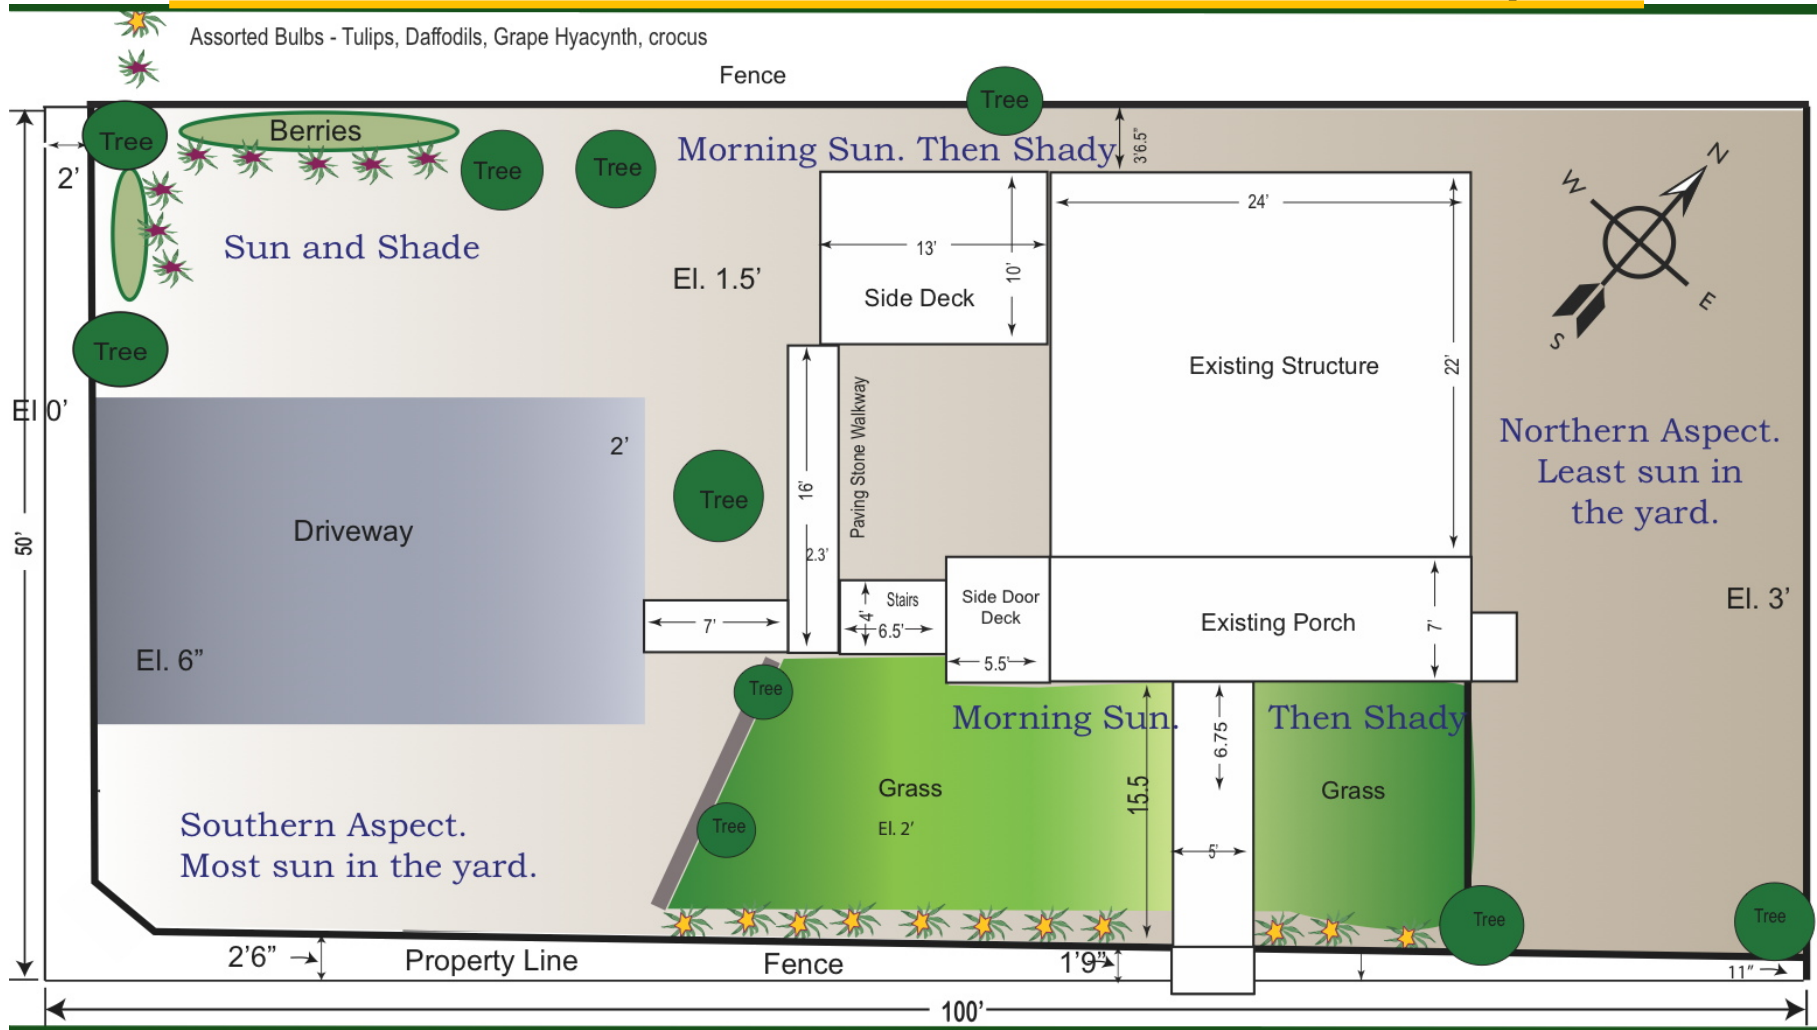 Assorted Bulbs - Tulips, Daffodils, Grape Hyacynth, crocus
Fence
Tree
Tree
Berries
Tree
Tree
Morning Sun. Then Shady
3'6.5"
N
W
E
S
2'
24'
Sun and Shade
13'
10'
El. 1.5'
Side Deck
Tree
Existing Structure
22'
El 0'
2'
Paving Stone Walkway
16'
2.3'
Tree
Northern Aspect.
Least sun in
the yard.
Driveway
50'
Stairs
4'
6.5'
Side Door
Deck
7'
Existing Porch
7'
El. 3'
El. 6”
5.5'
Tree
Morning Sun.
Then Shady
6.75
15.5
Grass
El. 2'
Grass
Tree
5'
Southern Aspect.
Most sun in the yard.
Tree
Tree
2'6”
Property Line
Fence
1'9”
11”
100'